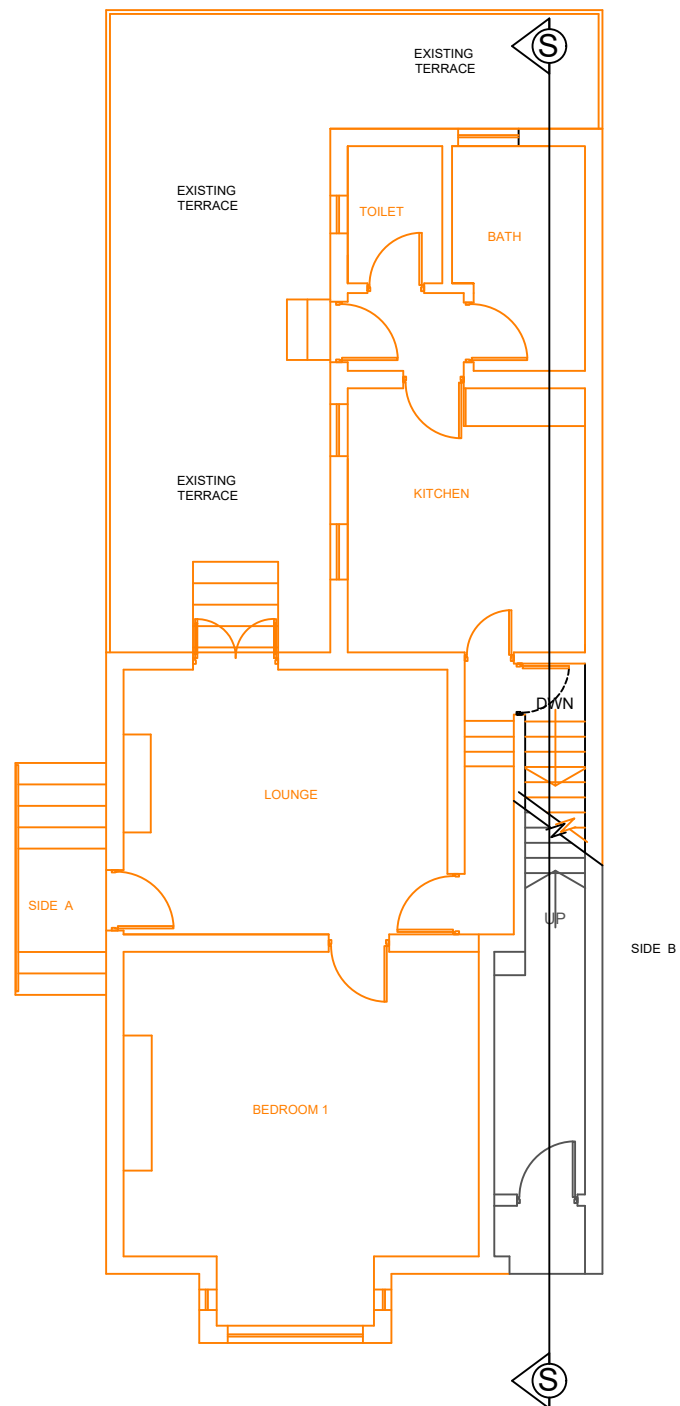 S
EXISTING
TERRACE
EXISTING
TERRACE
TOILET
BATH
EXISTING
TERRACE
KITCHEN
DWN
LOUNGE
SIDE A
UP
SIDE B
BEDROOM 1
S